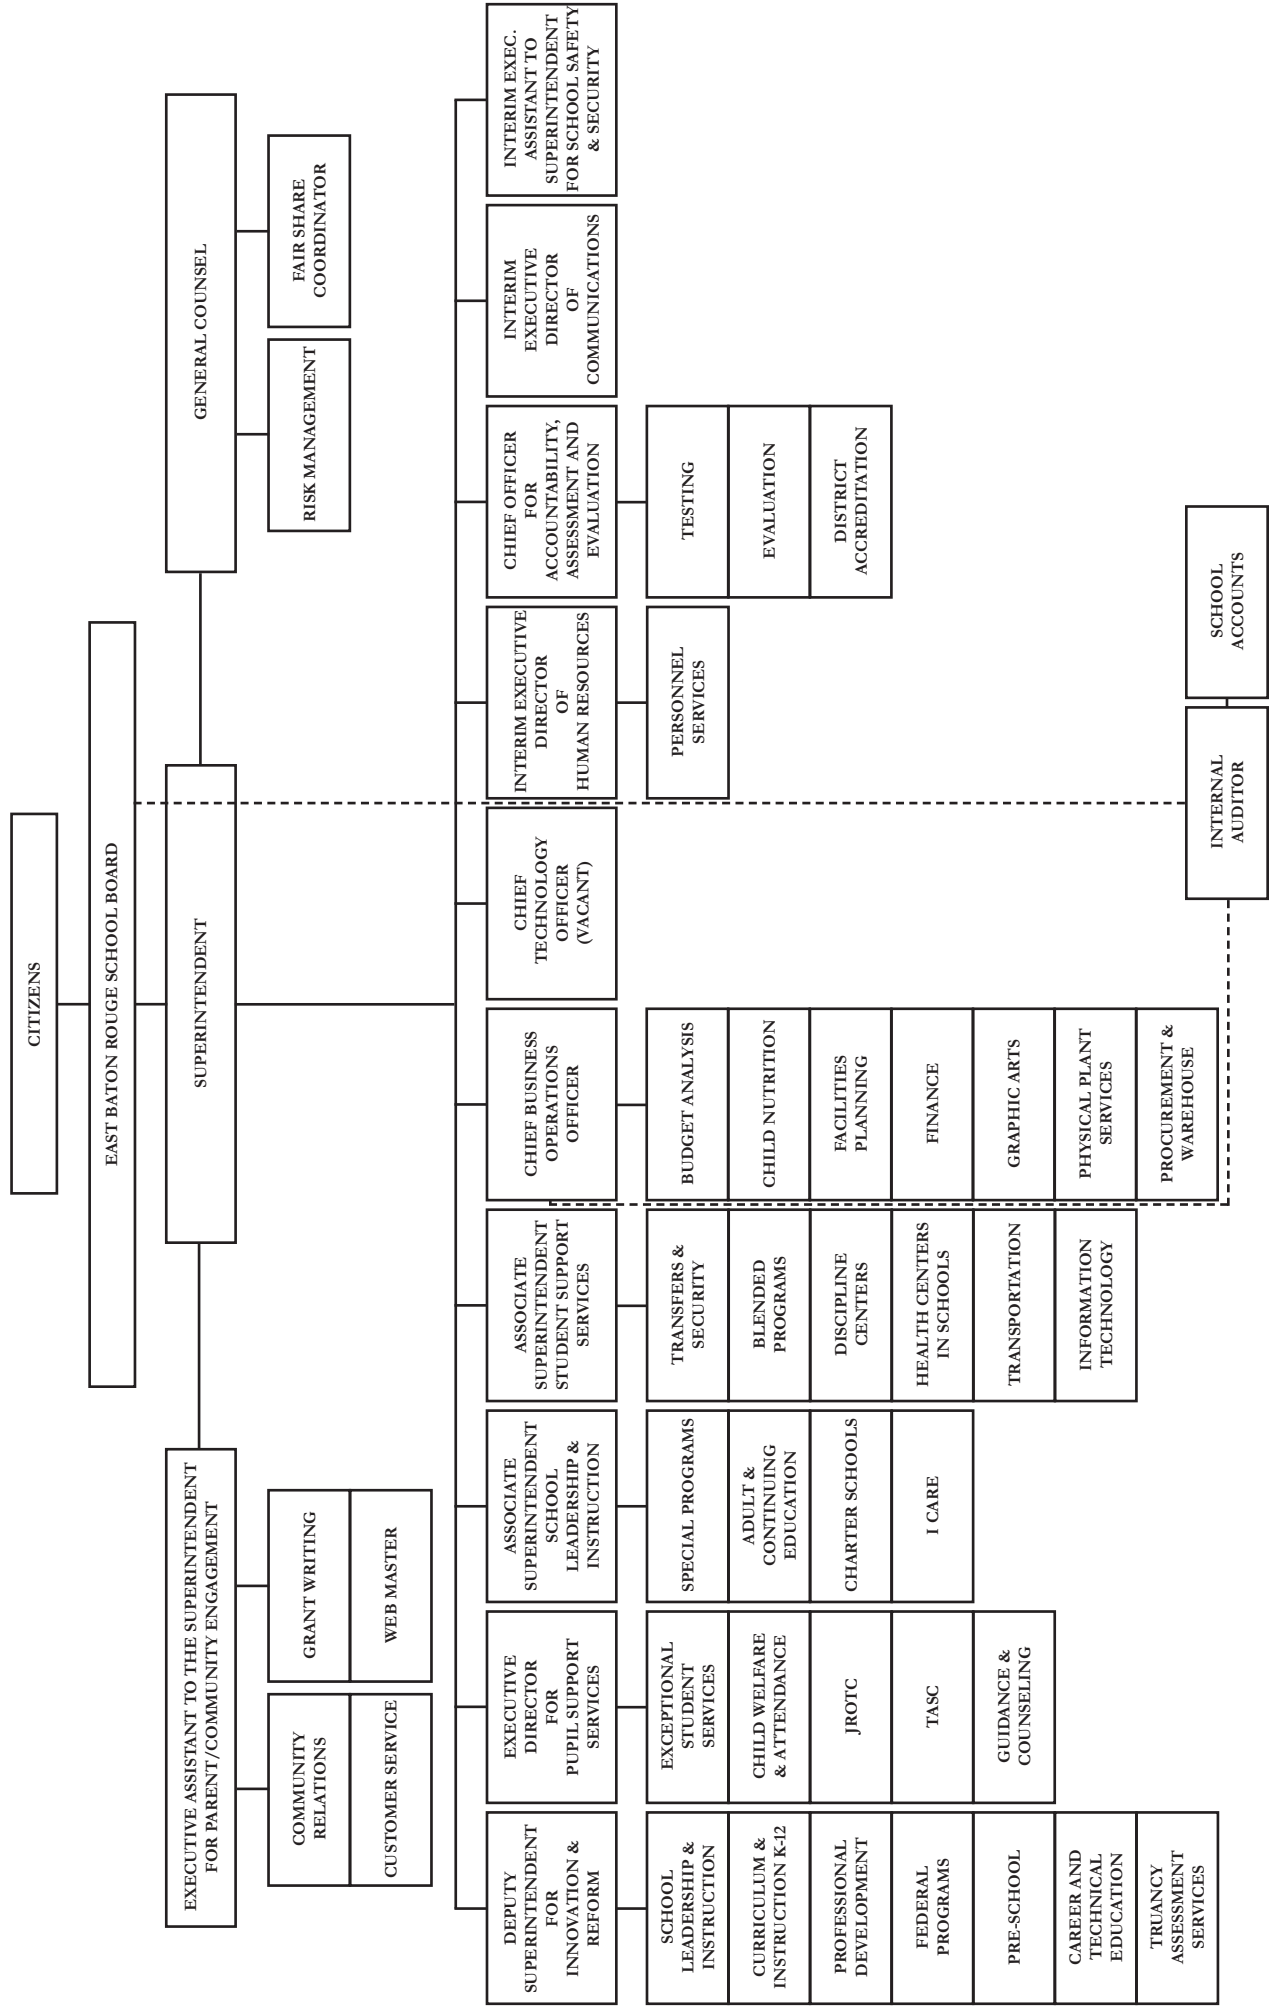 CITIZENS
EAST BATON ROUGE SCHOOL BOARD
EXECUTIVE ASSISTANT TO THE SUPERINTENDENT
FOR PARENT/COMMUNITY ENGAGEMENT
SUPERINTENDENT
GENERAL COUNSEL
COMMUNITY
RELATIONS
CUSTOMER SERVICE
GRANT WRITING
WEB MASTER
RISK MANAGEMENT
FAIR SHARE
COORDINATOR
DEPUTY
SUPERINTENDENT
FOR
INNOVATION &
REFORM
SCHOOL
LEADERSHIP &
INSTRUCTION
CURRICULUM &
INSTRUCTION K-12
PROFESSIONAL
DEVELOPMENT
FEDERAL
PROGRAMS
PRE-SCHOOL
CAREER AND
TECHNICAL
EDUCATION
TRUANCY
ASSESSMENT
SERVICES
EXECUTIVE
DIRECTOR
FOR
PUPIL SUPPORT
SERVICES
EXCEPTIONAL
STUDENT
SERVICES
CHILD WELFARE
& ATTENDANCE
JROTC
TASC
GUIDANCE &
COUNSELING
ASSOCIATE
SUPERINTENDENT
SCHOOL
LEADERSHIP &
INSTRUCTION
SPECIAL PROGRAMS
ADULT &
CONTINUING
EDUCATION
CHARTER SCHOOLS
I CARE
ASSOCIATE
SUPERINTENDENT
STUDENT SUPPORT
SERVICES
TRANSFERS &
SECURITY
BLENDED
PROGRAMS
DISCIPLINE
CENTERS
HEALTH CENTERS
IN SCHOOLS
TRANSPORTATION
INFORMATION
TECHNOLOGY
CHIEF BUSINESS
OPERATIONS
OFFICER
BUDGET ANALYSIS
CHILD NUTRITION
FACILITIES
PLANNING
FINANCE
GRAPHIC ARTS
PHYSICAL PLANT
SERVICES
PROCUREMENT &
WAREHOUSE
CHIEF
TECHNOLOGY
OFFICER
(VACANT)
INTERIM EXECUTIVE
DIRECTOR
OF
HUMAN RESOURCES
PERSONNEL
SERVICES
CHIEF OFFICER
FOR
ACCOUNTABILITY,
ASSESSMENT AND
EVALUATION
TESTING
EVALUATION
DISTRICT
ACCREDITATION
INTERIM
EXECUTIVE
DIRECTOR
OF
COMMUNICATIONS
INTERIM EXEC.
ASSISTANT TO
SUPERINTENDENT
FOR SCHOOL SAFETY
& SECURITY
INTERNAL
AUDITOR
SCHOOL
ACCOUNTS